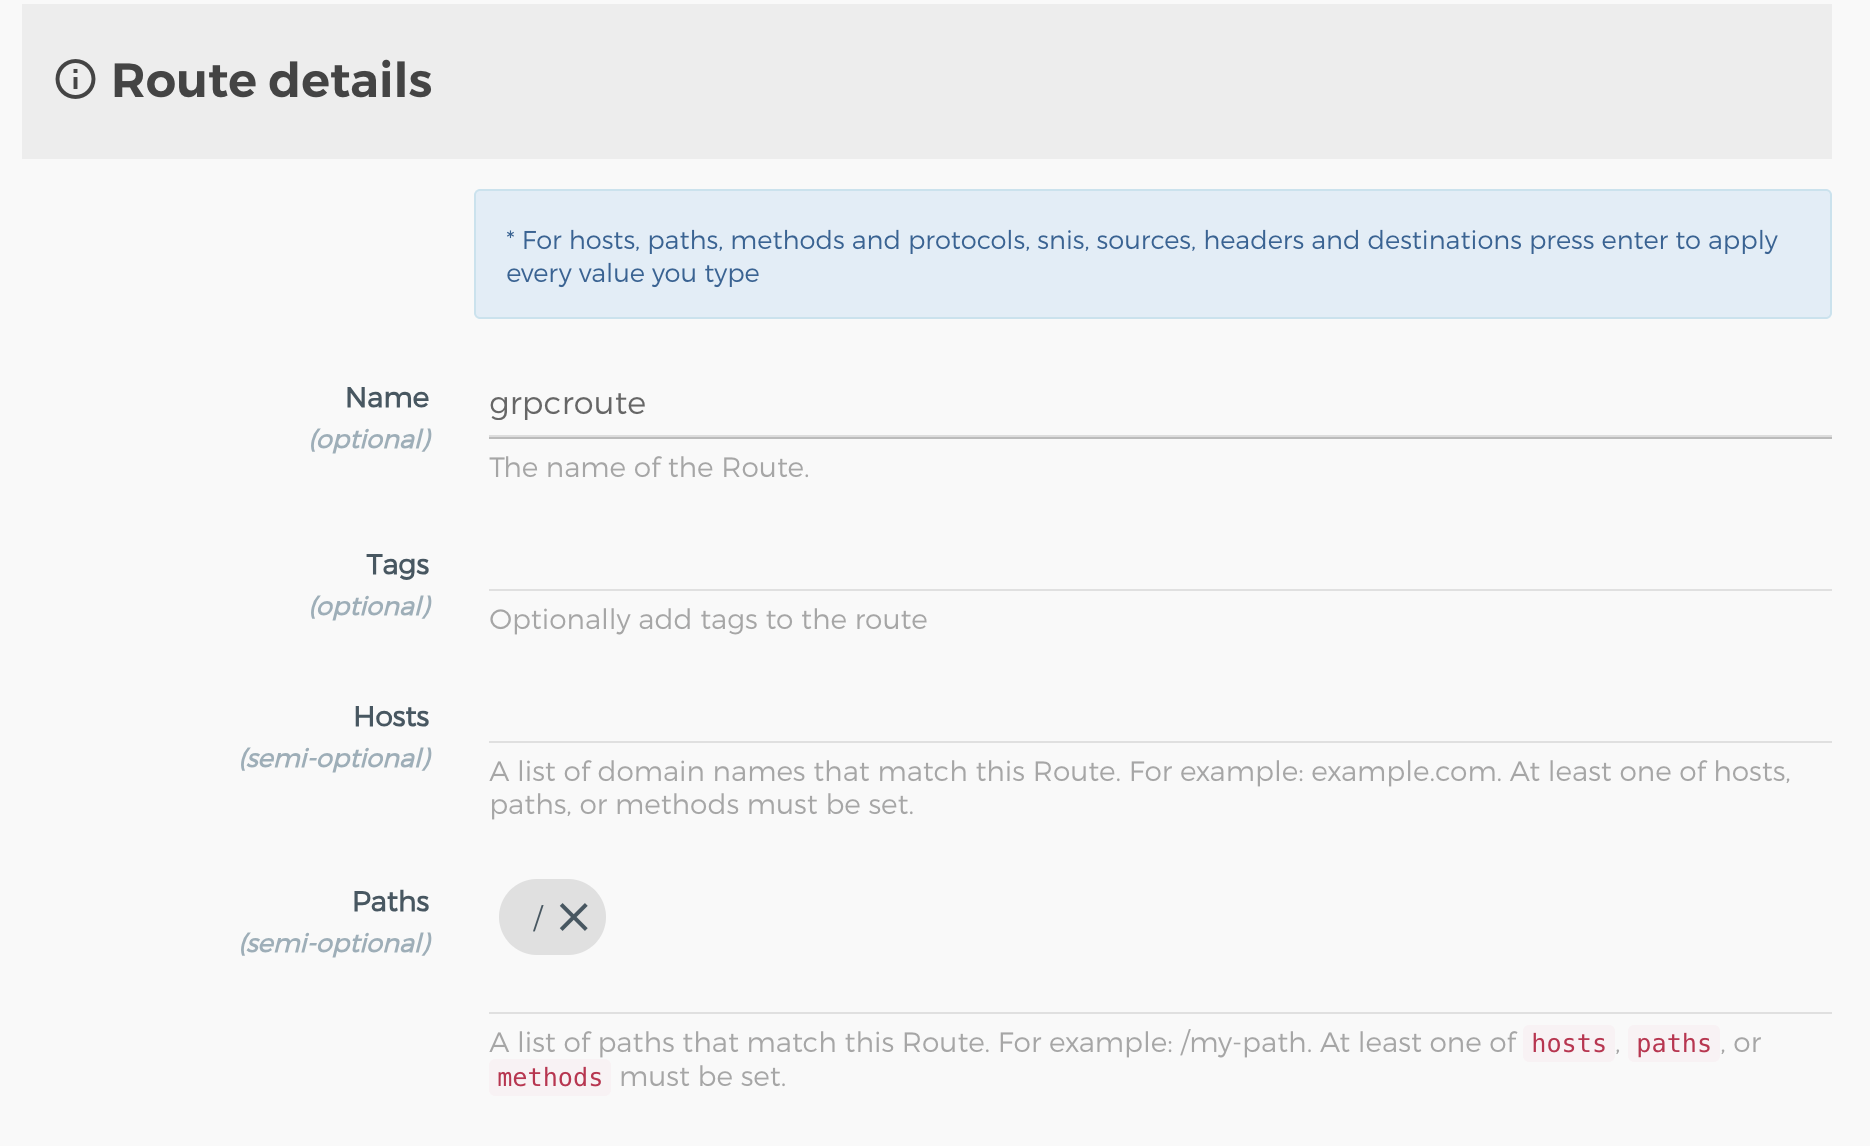 Route details
* For hosts, paths, methods and protocols, snis, sources, headers and destinations press enter to apply
every value you type
Name
(optional)
grpcroute
The name of the Route.
Tags
(optional)
Optionally add tags to the route
Hosts
(semi-optional)
A list of domain names that match this Route. For example: example.com. At least one of hosts,
paths, or methods must be set.
Paths
(semi-optional)
/
A list of paths that match this Route. For example: /my-path. At least one of hosts, paths, or
methods must be set.